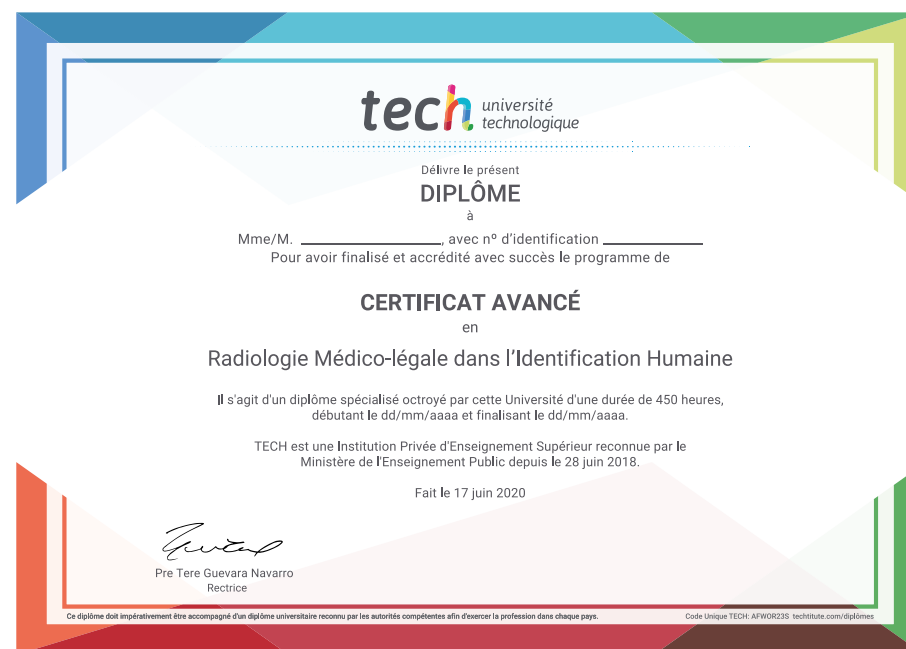 tech université
technologique
Délivre le présent
DIPLÔME
à
Mme/M. ____________________, avec nº d'identification ______________
Pour avoir finalisé et accrédité avec succès le programme de
CERTIFICAT AVANCÉ
en
Radiologie Médico-légale dans l'Identification Humaine
Il s'agit d'un diplôme spécialisé octroyé par cette Université d'une durée de 450 heures,
débutant le dd/mm/aaaa et finalisant le dd/mm/aaaa.
TECH est une Institution Privée d'Enseignement Supérieur reconnue par le
Ministère de l'Enseignement Public depuis le 28 juin 2018.
Fait le 17 juin 2020
Pre Tere Guevara Navarro
Rectrice
Ce diplôme doit impérativement être accompagné d'un diplôme universitaire reconnu par les autorités compétentes afin d'exercer la profession dans chaque pays.
Code Unique TECH: AFWOR23S techtitute.com/diplômes